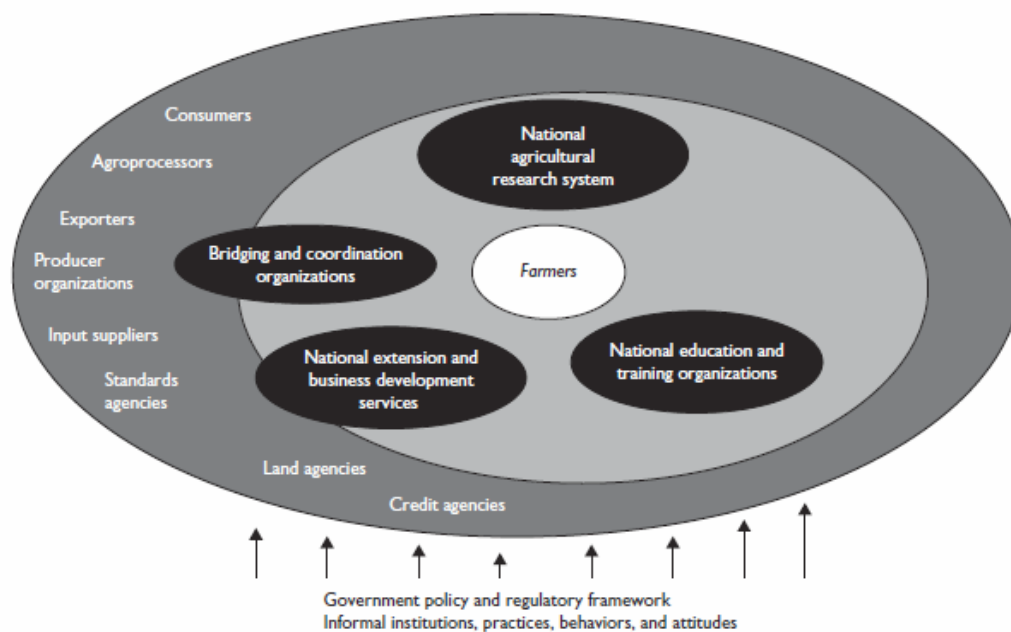 Consumers
National
agricultural
research system
Agroprocessors
Exporters
Bridging and coordination
organizations
Farmers
Producer
organizations
Input suppliers
National extension and
business development
services
National education and
training organizations
Standards
agencies
Land agencies
Credit agencies
Government policy and regulatory framework
Informal institutions, practices, behaviors, and attitudes